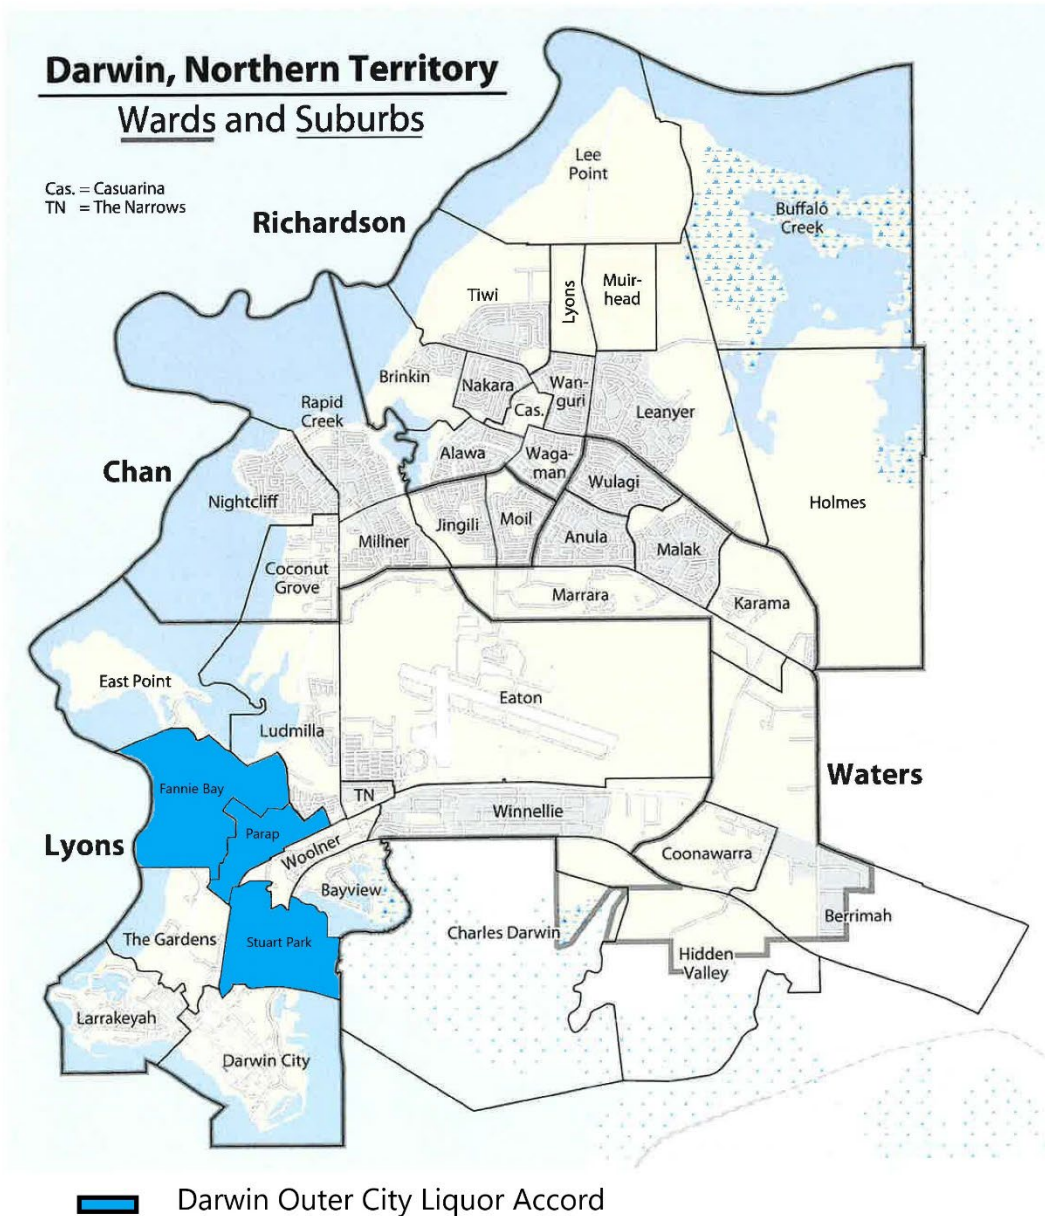 Darwin, Northern Territory
Wards and Suburbs
Cas. = Casuarina
TN = The Narrows
Richardson
Lee
Point
Buffalo
Creek
Tiwi
Lyons
Muir-
head
Brinkin
Nakara
Wan-
guri
Cas.
Leanyer
Rapid
Creek
Chan
Alawa
Waga-
man
Wulagi
Nightcliff
Holmes
Millner
Jingili
Moil
Anula
Malak
Coconut
Grove
Marrara
Karama
East Point
Eaton
Ludmilla
Waters
Fannie Bay
TN
Winnellie
Parap
Lyons
Woolner
Coonawarra
Bayview
Berrimah
The Gardens
Stuart Park
Charles Darwin
Hidden
Valley
Larrakeyah
Darwin City
Darwin Outer City Liquor Accord